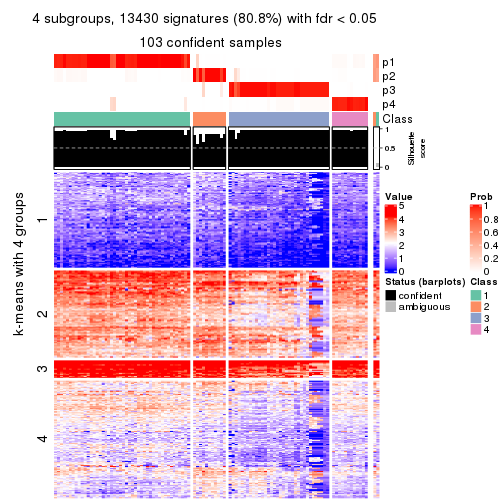 4 subgroups, 13430 signatures (80.8%) with fdr < 0.05
103 confident samples
p1
p2
p3
p4
Class
1
0.5
0
Silhouette
score
k-means with 4 groups
1
2
3
4
Value
5
4
3
2
1
0
Prob
1
0.8
0.6
0.4
0.2
0
Status (barplots)
confident
ambiguous
Class
1
2
3
4